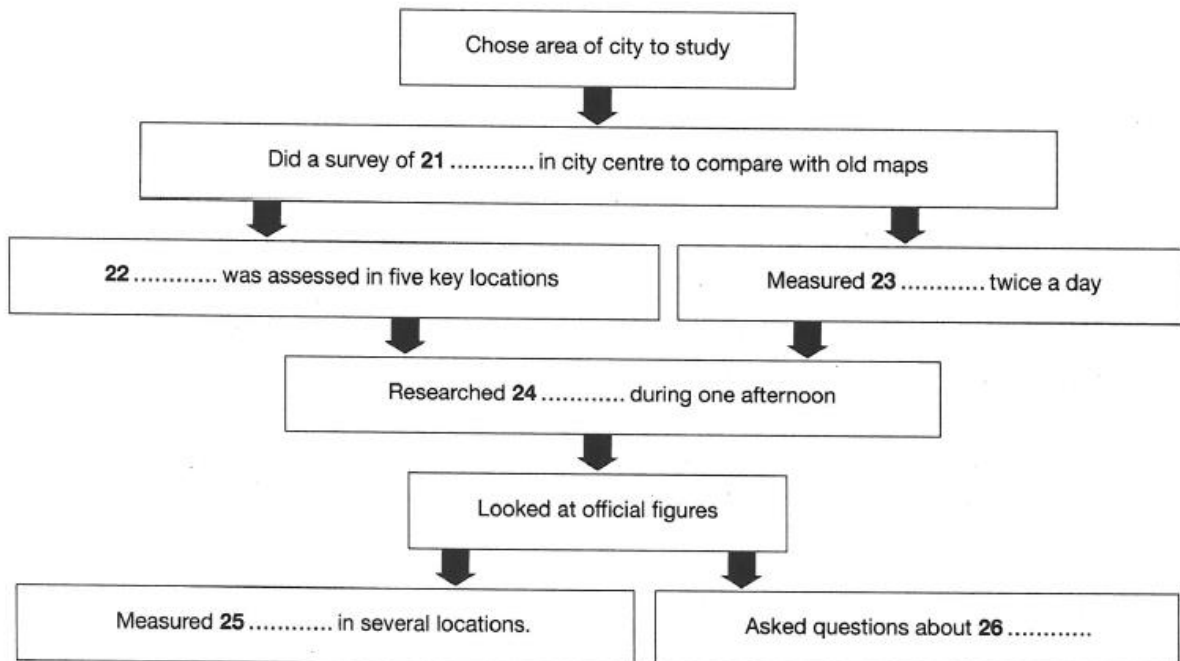 Chose area of city to study
Did a survey of 21 ............ in city centre to compare with old maps
22 ............ was assessed in five key locations
Measured 23 ............ twice a day
Researched 24 ............ during one afternoon
Looked at official figures
Measured 25 ............ in several locations.
Asked questions about 26 ............